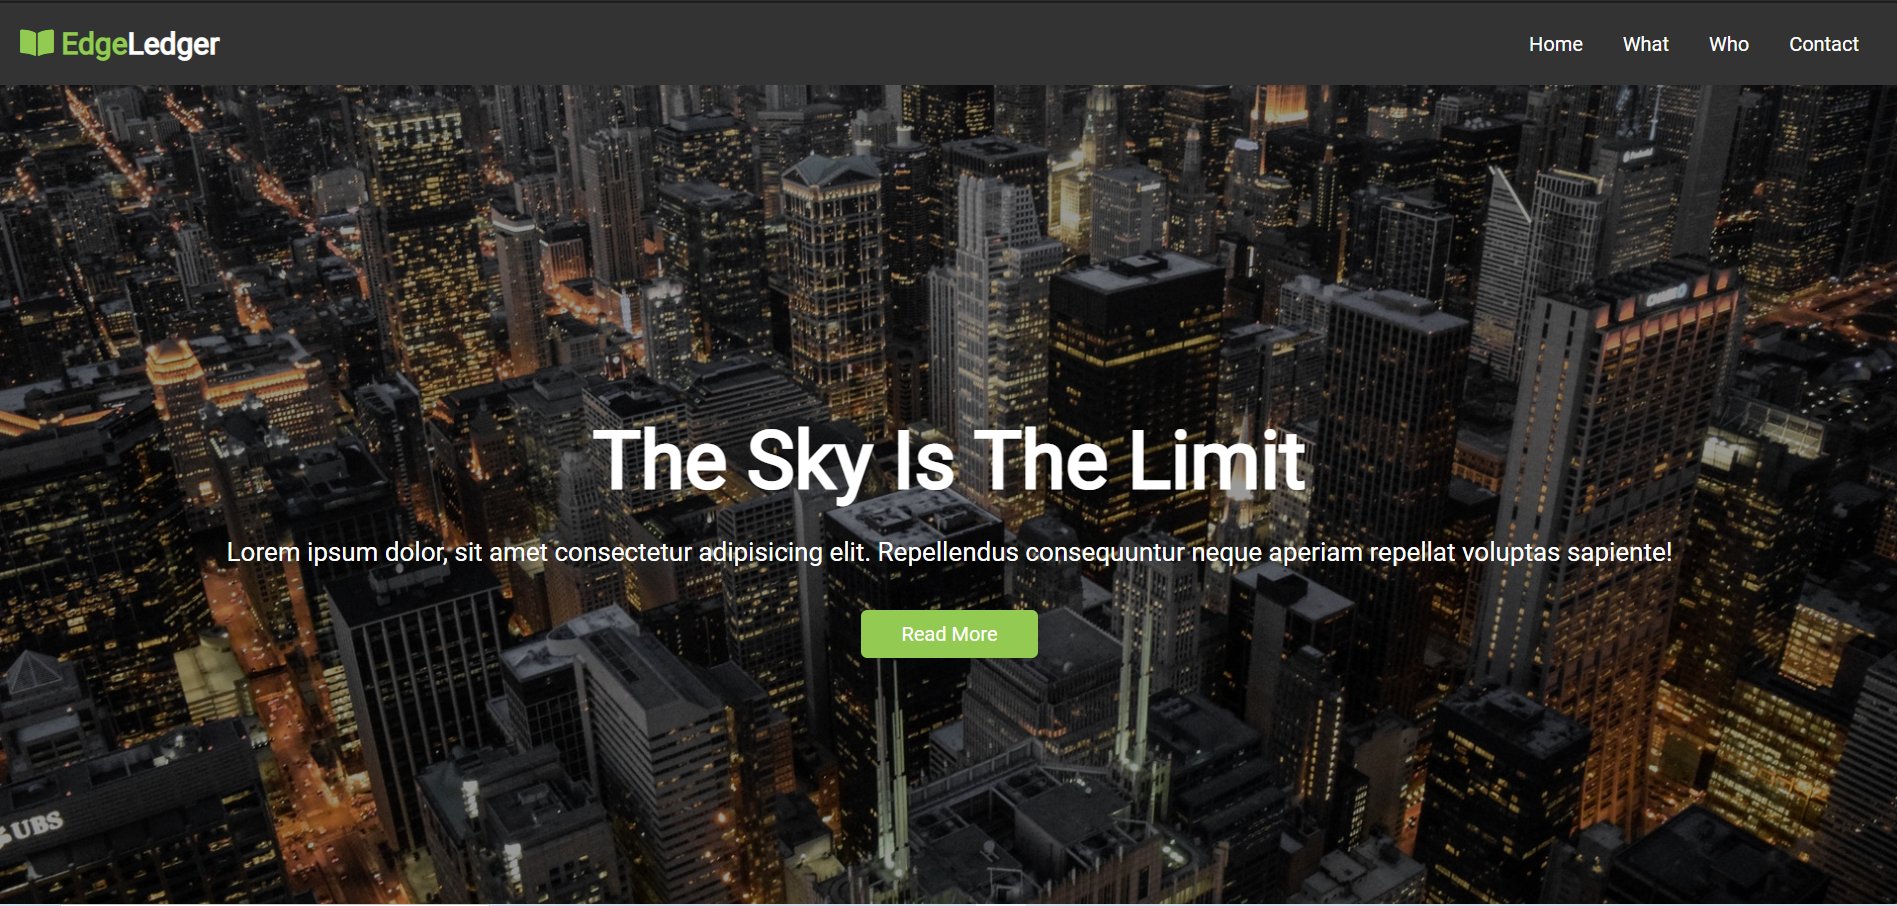 EdgeLedger
Home What Who Contact
The Sky Is The Limit
Lorem ipsum dolor, sit amet consectetur adipisicing elit. Repellendus consequuntur neque aperiam repellat voluptas sapiente!
Read More
UBS